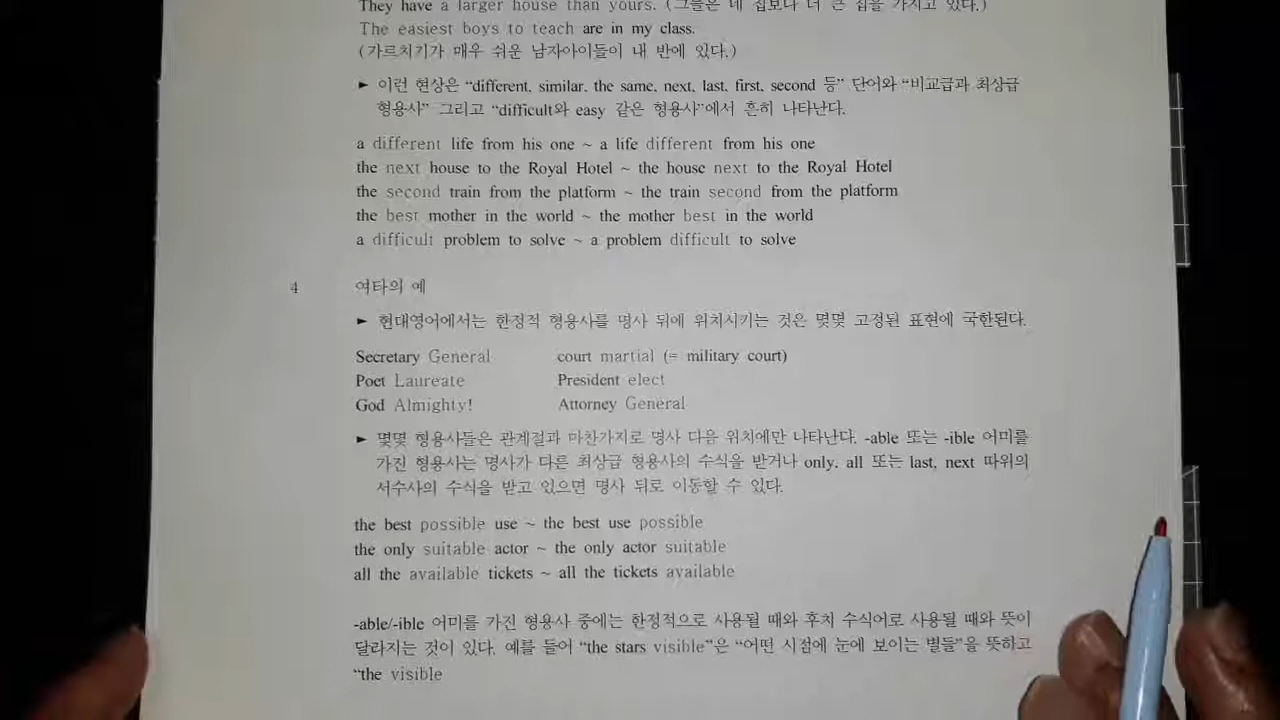 They have a larger house than yours. (그들은 네 집보다 더 큰 집을 가지고 있다.)
The easiest boys to teach are in my class.
(가르치기가 매우 쉬운 남자아이들이 내 반에 있다.)
► 이런 현상은 “different, similar, the same, next, last, first, second 등” 단어와 “비교급과 최상급
형용사” 그리고 “difficult와 easy 같은 형용사”에서 흔히 나타난다.
a different life from his one ~ a life different from his one
the next house to the Royal Hotel ~ the house next to the Royal Hotel
the second train from the platform ~ the train second from the platform
the best mother in the world ~ the mother best in the world
a difficult problem to solve ~ a problem difficult to solve
4 여타의 예
► 현대영어에서는 한정적 형용사를 명사 뒤에 위치시키는 것은 몇몇 고정된 표현에 국한된다.
Secretary General court martial (= military court)
Poet Laureate President elect
God Almighty! Attorney General
► 몇몇 형용사들은 관계절과 마찬가지로 명사 다음 위치에만 나타난다. -able 또는 -ible 어미를
가진 형용사는 명사가 다른 최상급 형용사의 수식을 받거나 only, all 또는 last, next 따위의
서수사의 수식을 받고 있으면 명사 뒤로 이동할 수 있다.
the best possible use ~ the best use possible
the only suitable actor ~ the only actor suitable
all the available tickets ~ all the tickets available
-able/-ible 어미를 가진 형용사 중에는 한정적으로 사용될 때와 후치 수식어로 사용될 때와 뜻이
달라지는 것이 있다. 예를 들어 “the stars visible”은 “어떤 시점에 눈에 보이는 별들”을 뜻하고
“the visible